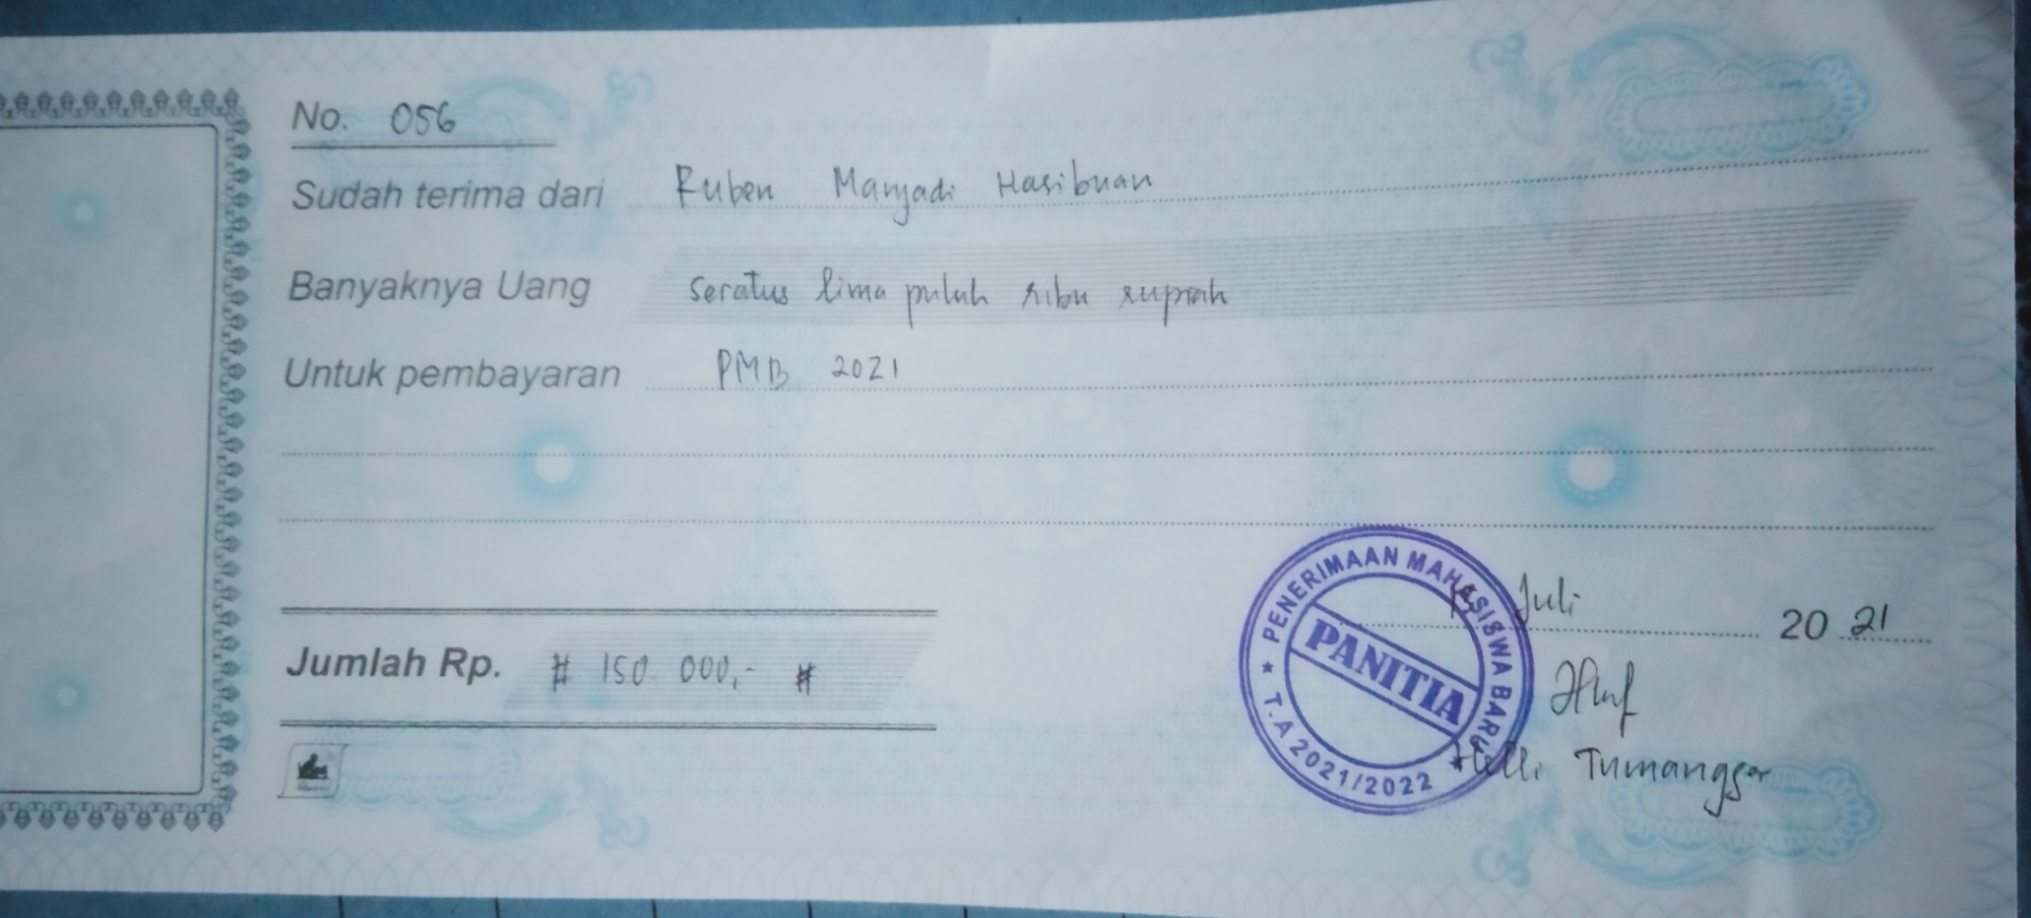 No. 056
Sudah terima dari Ruben Manjadi Hasibuan
Banyaknya Uang Seratus lima puluh ribu rupiah
Untuk pembayaran PMB 2021
Juli 20 21
Jumlah Rp. # 150.000,- #
★ PENERIMAAN MAHASISWA BARU ★ T.A 2021/2022
PANITIA
Tumanggor